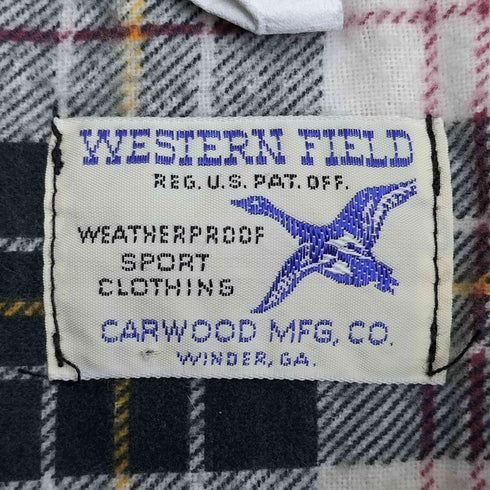 WESTERN FIELD
REG. U.S. PAT. OFF.
WEATHERPROOF
SPORT
CLOTHING
CARWOOD MFG, CO.
WINDER, GA.